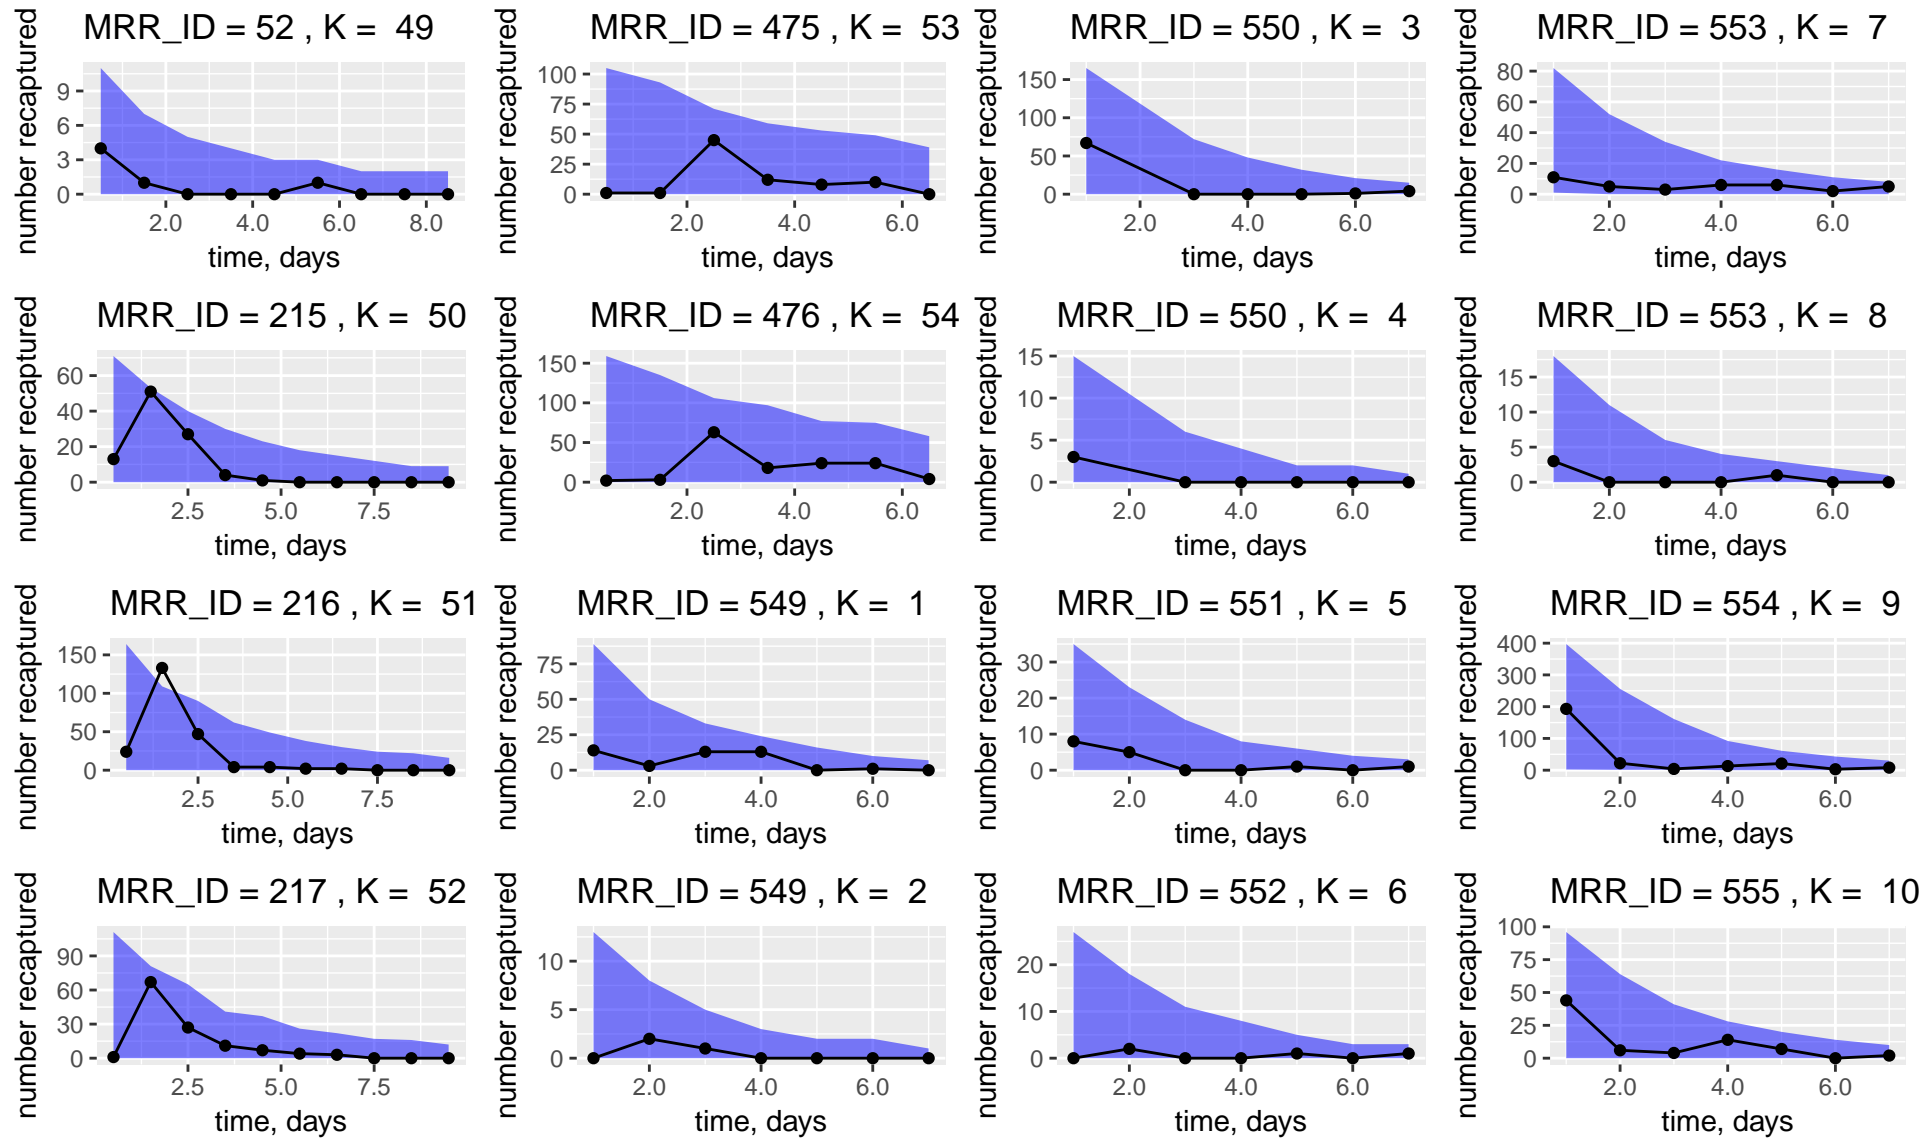 MRR_ID = 52 , K =  49
number recaptured
9
6
3
0
2.0 4.0 6.0 8.0
time, days
MRR_ID = 475 , K =  53
number recaptured
100
75
50
25
0
2.0 4.0 6.0
time, days
MRR_ID = 550 , K =  3
number recaptured
150
100
50
0
2.0 4.0 6.0
time, days
MRR_ID = 553 , K =  7
number recaptured
80
60
40
20
0
2.0 4.0 6.0
time, days
MRR_ID = 215 , K =  50
number recaptured
60
40
20
0
2.5 5.0 7.5
time, days
MRR_ID = 476 , K =  54
number recaptured
150
100
50
0
2.0 4.0 6.0
time, days
MRR_ID = 550 , K =  4
number recaptured
15
10
5
0
2.0 4.0 6.0
time, days
MRR_ID = 553 , K =  8
number recaptured
15
10
5
0
2.0 4.0 6.0
time, days
MRR_ID = 216 , K =  51
number recaptured
150
100
50
0
2.5 5.0 7.5
time, days
MRR_ID = 549 , K =  1
number recaptured
75
50
25
0
2.0 4.0 6.0
time, days
MRR_ID = 551 , K =  5
number recaptured
30
20
10
0
2.0 4.0 6.0
time, days
MRR_ID = 554 , K =  9
number recaptured
400
300
200
100
0
2.0 4.0 6.0
time, days
MRR_ID = 217 , K =  52
number recaptured
90
60
30
0
2.5 5.0 7.5
time, days
MRR_ID = 549 , K =  2
number recaptured
10
5
0
2.0 4.0 6.0
time, days
MRR_ID = 552 , K =  6
number recaptured
20
10
0
2.0 4.0 6.0
time, days
MRR_ID = 555 , K =  10
number recaptured
100
75
50
25
0
2.0 4.0 6.0
time, days